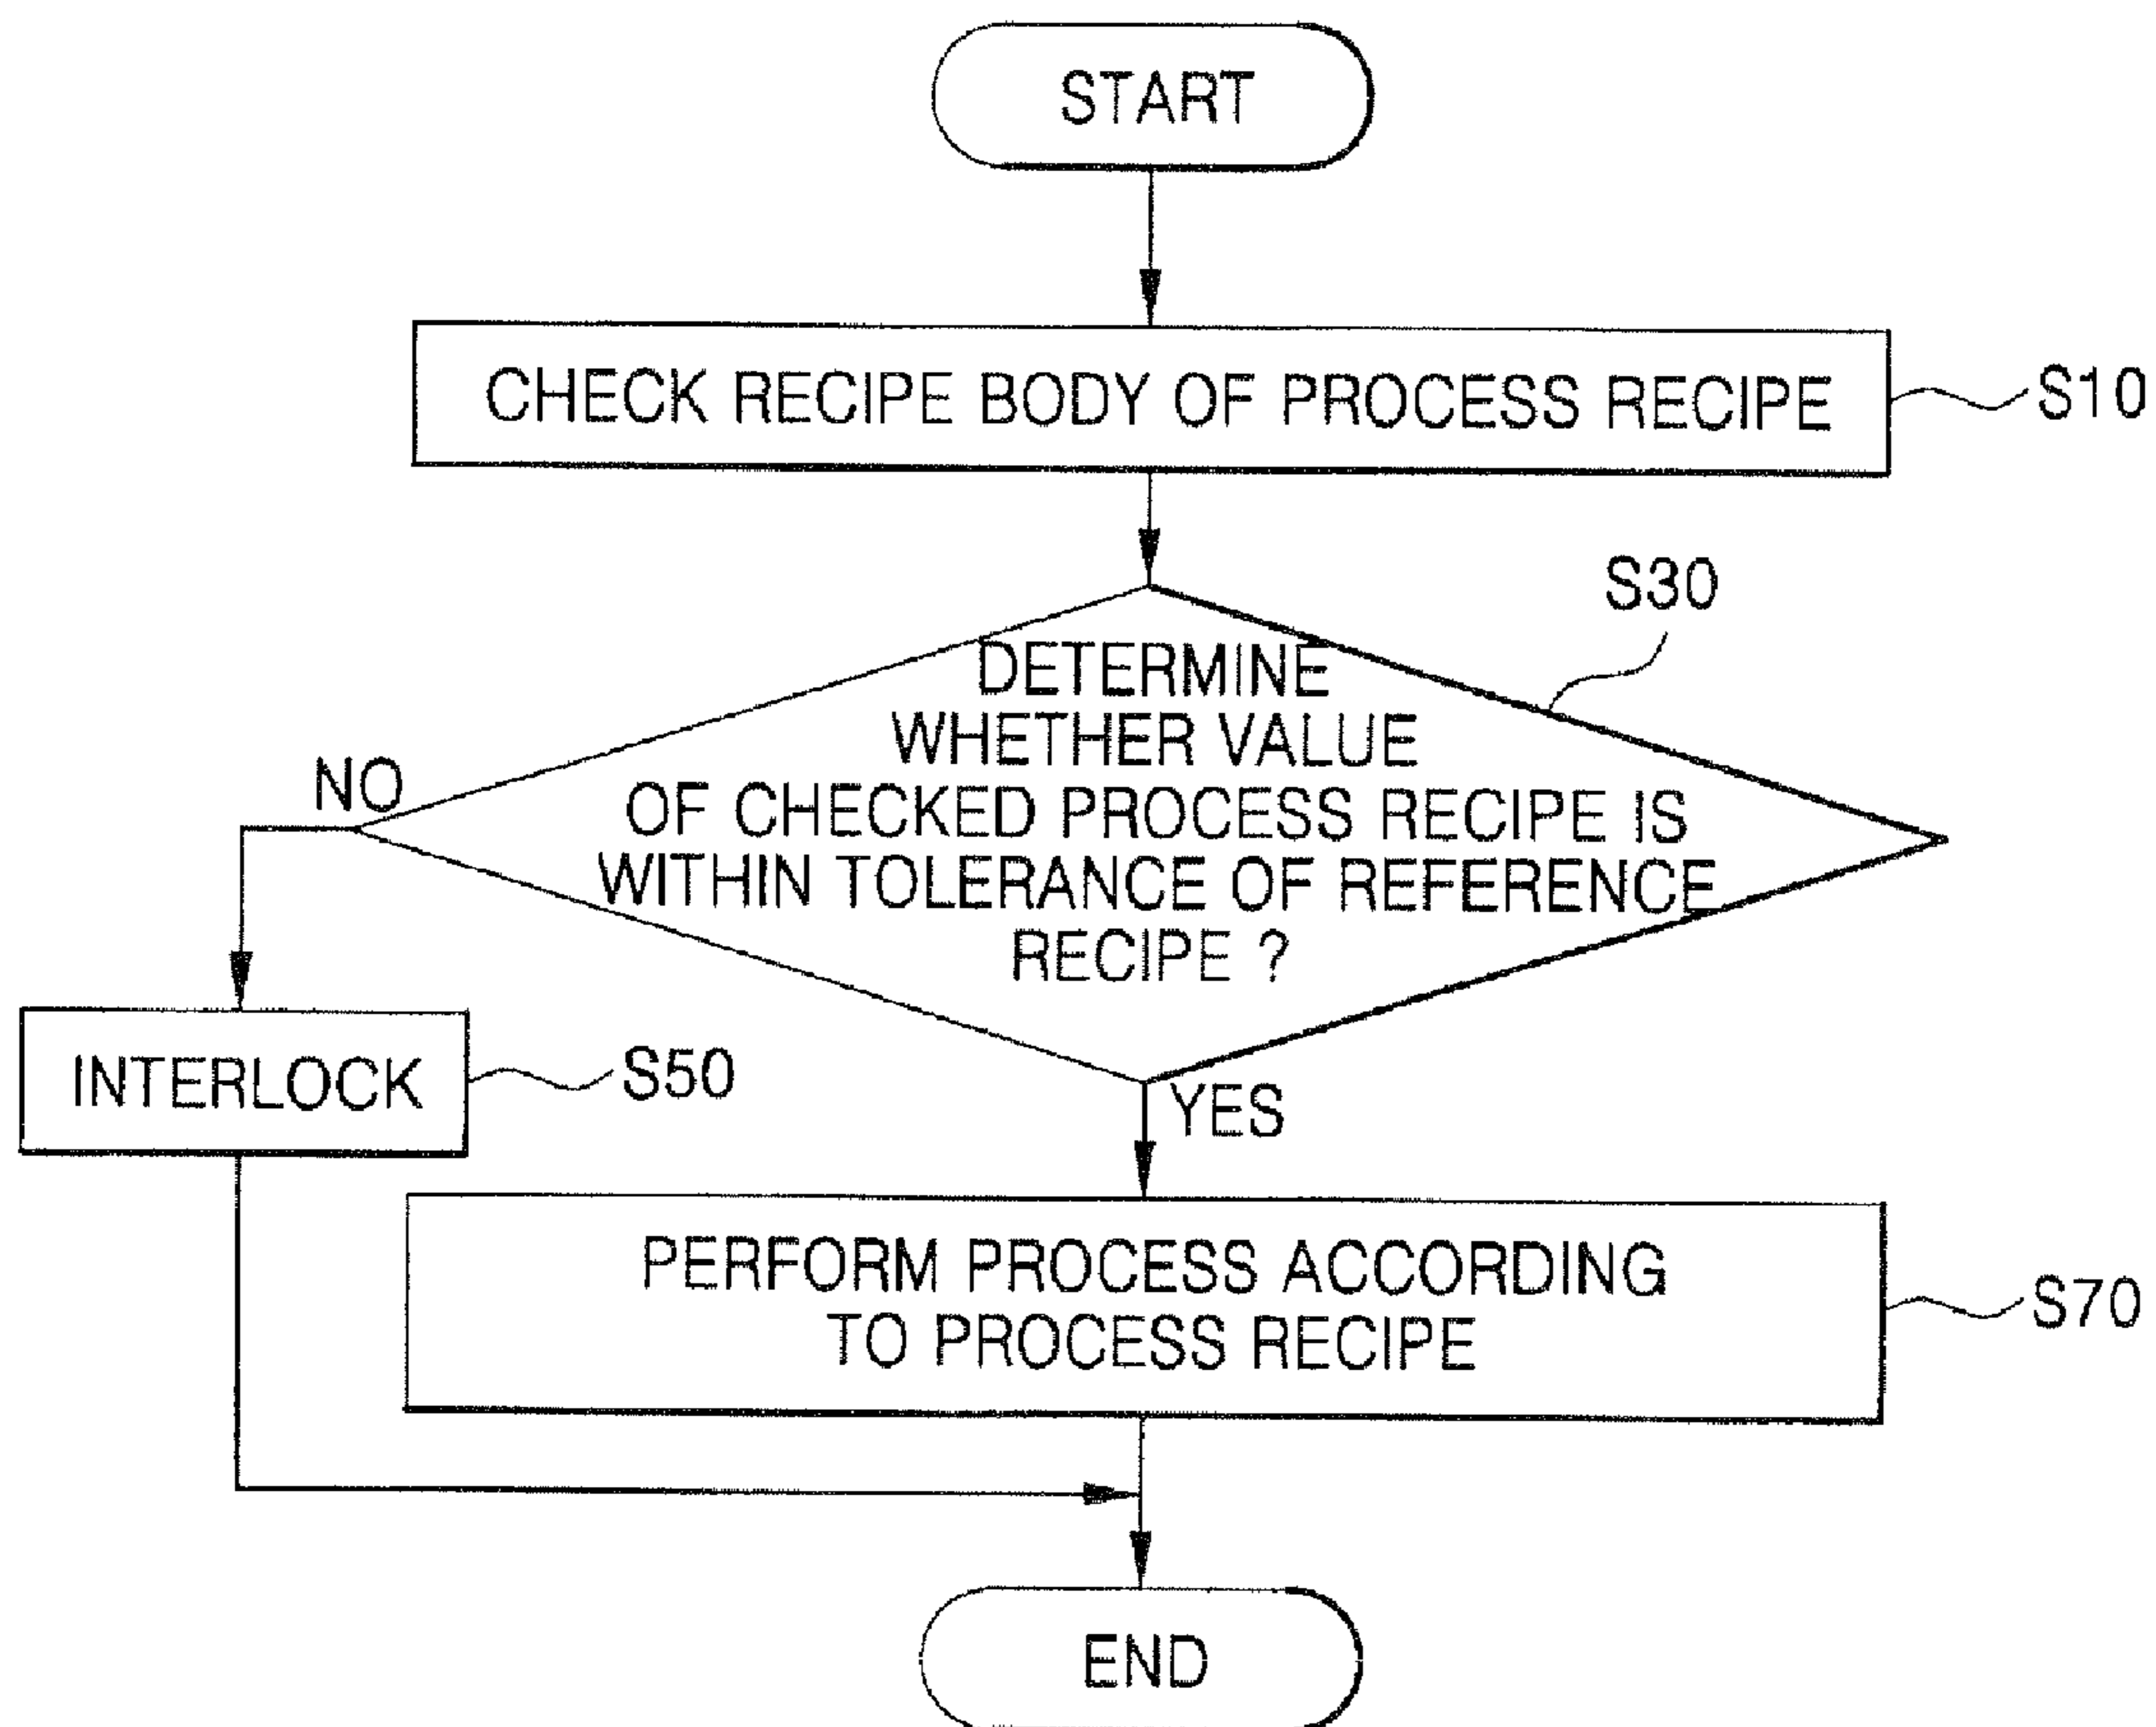 START
CHECK RECIPE BODY OF PROCESS RECIPE
S10
S30
DETERMINE
WHETHER VALUE
OF CHECKED PROCESS RECIPE IS
WITHIN TOLERANCE OF REFERENCE
RECIPE ?
NO
INTERLOCK
S50
YES
PERFORM PROCESS ACCORDING
TO PROCESS RECIPE
S70
END